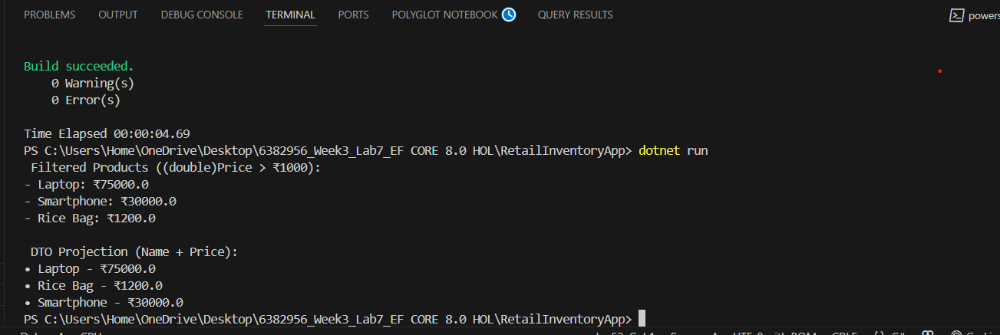 PROBLEMS OUTPUT DEBUG CONSOLE TERMINAL PORTS POLYGLOT NOTEBOOK QUERY RESULTS powers
Build succeeded.
0 Warning(s)
0 Error(s)
Time Elapsed 00:00:04.69
PS C:\Users\Home\OneDrive\Desktop\6382956_Week3_Lab7_EF CORE 8.0 HOL\RetailInventoryApp> dotnet run
Filtered Products ((double)Price > ₹1000):
- Laptop: ₹75000.0
- Smartphone: ₹30000.0
- Rice Bag: ₹1200.0
DTO Projection (Name + Price):
• Laptop - ₹75000.0
• Rice Bag - ₹1200.0
• Smartphone - ₹30000.0
PS C:\Users\Home\OneDrive\Desktop\6382956_Week3_Lab7_EF CORE 8.0 HOL\RetailInventoryApp>